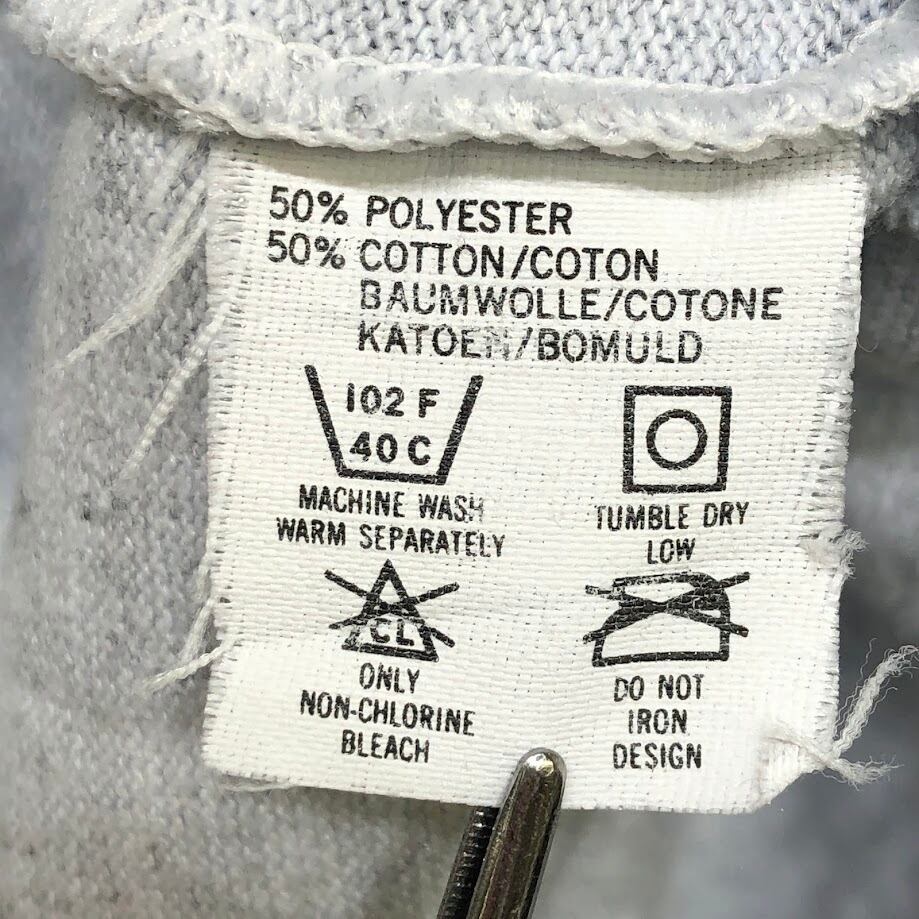 50% POLYESTER
50% COTTON/COTON
BAUMWOLLE/COTONE
KATOEN/BOMULD
102 F
40 C
MACHINE WASH
WARM SEPARATELY
TUMBLE DRY
LOW
CL
ONLY
NON-CHLORINE
BLEACH
DO NOT
IRON
DESIGN